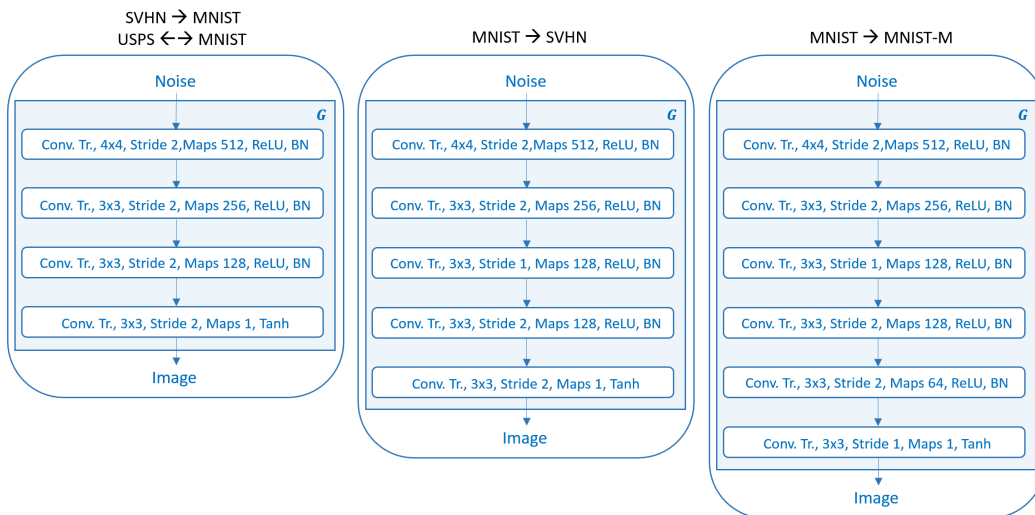 SVHN → MNIST
USPS ←→ MNIST
Noise
G
Conv. Tr., 4x4, Stride 2,Maps 512, ReLU, BN
Conv. Tr., 3x3, Stride 2, Maps 256, ReLU, BN
Conv. Tr., 3x3, Stride 2, Maps 128, ReLU, BN
Conv. Tr., 3x3, Stride 2, Maps 1, Tanh
Image
MNIST → SVHN
Noise
G
Conv. Tr., 4x4, Stride 2,Maps 512, ReLU, BN
Conv. Tr., 3x3, Stride 2, Maps 256, ReLU, BN
Conv. Tr., 3x3, Stride 1, Maps 128, ReLU, BN
Conv. Tr., 3x3, Stride 2, Maps 128, ReLU, BN
Conv. Tr., 3x3, Stride 2, Maps 1, Tanh
Image
MNIST → MNIST-M
Noise
G
Conv. Tr., 4x4, Stride 2,Maps 512, ReLU, BN
Conv. Tr., 3x3, Stride 2, Maps 256, ReLU, BN
Conv. Tr., 3x3, Stride 1, Maps 128, ReLU, BN
Conv. Tr., 3x3, Stride 2, Maps 128, ReLU, BN
Conv. Tr., 3x3, Stride 2, Maps 64, ReLU, BN
Conv. Tr., 3x3, Stride 1, Maps 1, Tanh
Image